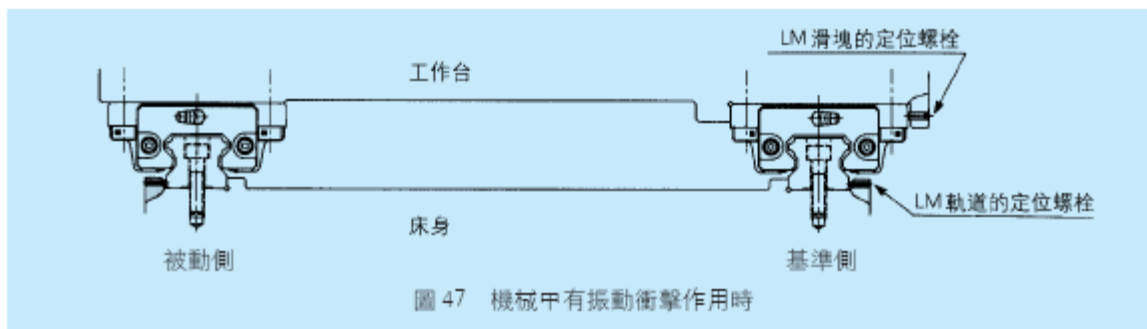 LM 滑塊的定位螺栓
工作台
LM 軌道的定位螺栓
床身
被動側
基準側
圖 47 機械中有振動衝擊作用時